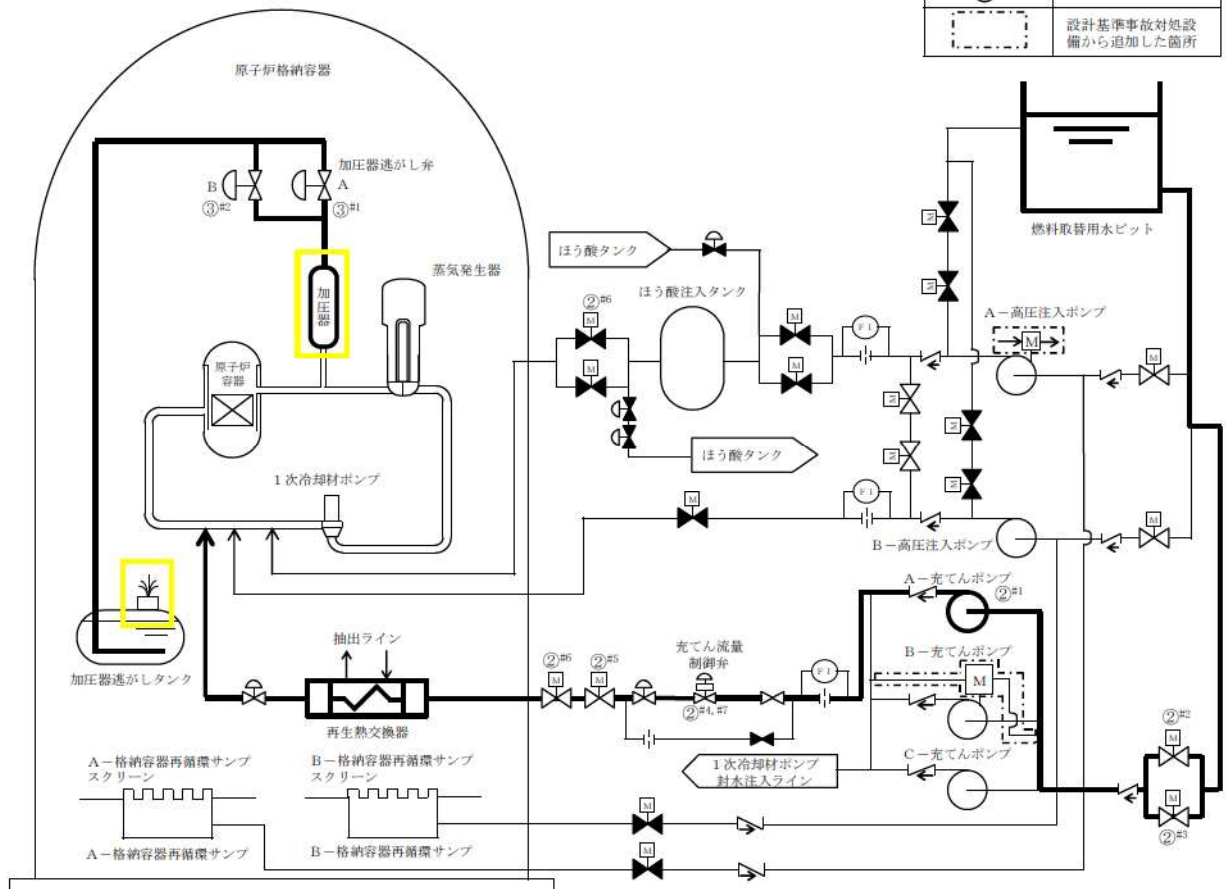 設計基準事故対処設
備から追加した箇所
原子炉格納容器
加圧器逃がし弁
B
A
③#2
③#1
加圧器
蒸気発生器
原子炉
容器
1次冷却材ポンプ
加圧器逃がしタンク
ほう酸タンク
②#6
M
M
ほう酸注入タンク
M
M
FI
ほう酸タンク
M
M
M
M
M
M
燃料取替用水ピット
A-高圧注入ポンプ
M
M
M
FI
M
M
B-高圧注入ポンプ
M
A-充てんポンプ
②#1
B-充てんポンプ
M
C-充てんポンプ
②#2
M
M
②#3
抽出ライン
再生熱交換器
②#6
M
②#5
M
充てん流量
制御弁
②#4,#7
FI
1次冷却材ポンプ
封水注入ライン
A-格納容器再循環サンプ
スクリーン
B-格納容器再循環サンプ
スクリーン
A-格納容器再循環サンプ
B-格納容器再循環サンプ
M
M